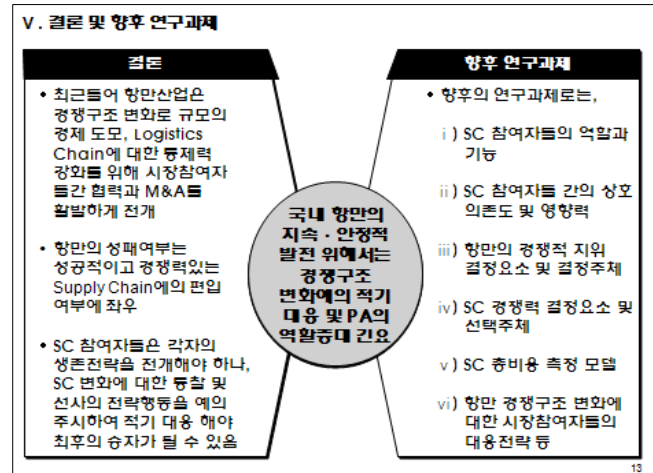 V . 결론 및 향후 연구과제
결론
• 최근들어 항만산업은
경쟁구조 변화로 규모의
경제 도모, Logistics
Chain에 대한 통제력
강화를 위해 시장참여자
들간 협력과 M&A를
활발하게 전개
• 항만의 성패여부는
성공적이고 경쟁력있는
Supply Chain에의 편입
여부에 좌우
• SC 참여자들은 각자의
생존전략을 전개해야 하나,
SC 변화에 대한 통찰 및
선사의 전략행동을 예의
주시하여 적기 대응 해야
최후의 승자가 될 수 있음
국내 항만의
지속 · 안정적
발전 위해서는
경쟁구조
변화에의 적기
대응 및 PA의
역활증대 긴요
향후 연구과제
• 향후의 연구과제로는,
i ) SC 참여자들의 역할과
기능
ii ) SC 참여자들 간의 상호
의존도 및 영향력
iii) 항만의 경쟁적 지위
결정요소 및 결정주체
iv) SC 경쟁력 결정요소 및
선택주체
v ) SC 총비용 측정 모델
vi) 항만 경쟁구조 변화에
대한 시장참여자들의
대응전략 등
13